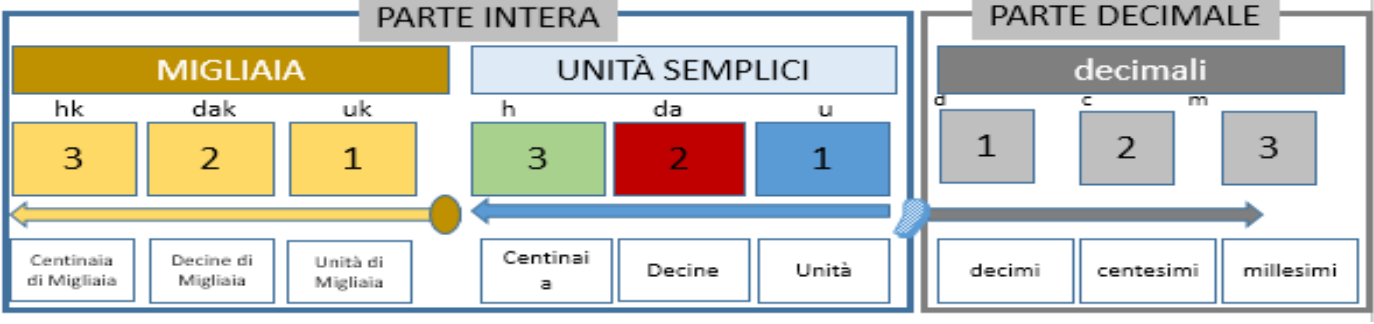 PARTE INTERA
PARTE DECIMALE
MIGLIAIA
UNITÀ SEMPLICI
decimali
hk dak uk h da u d c m
3 2 1 3 2 1 1 2 3
Centinaia
di Migliaia
Decine di
Migliaia
Unità di
Migliaia
Centinai
a
Decine
Unità
decimi
centesimi
millesimi